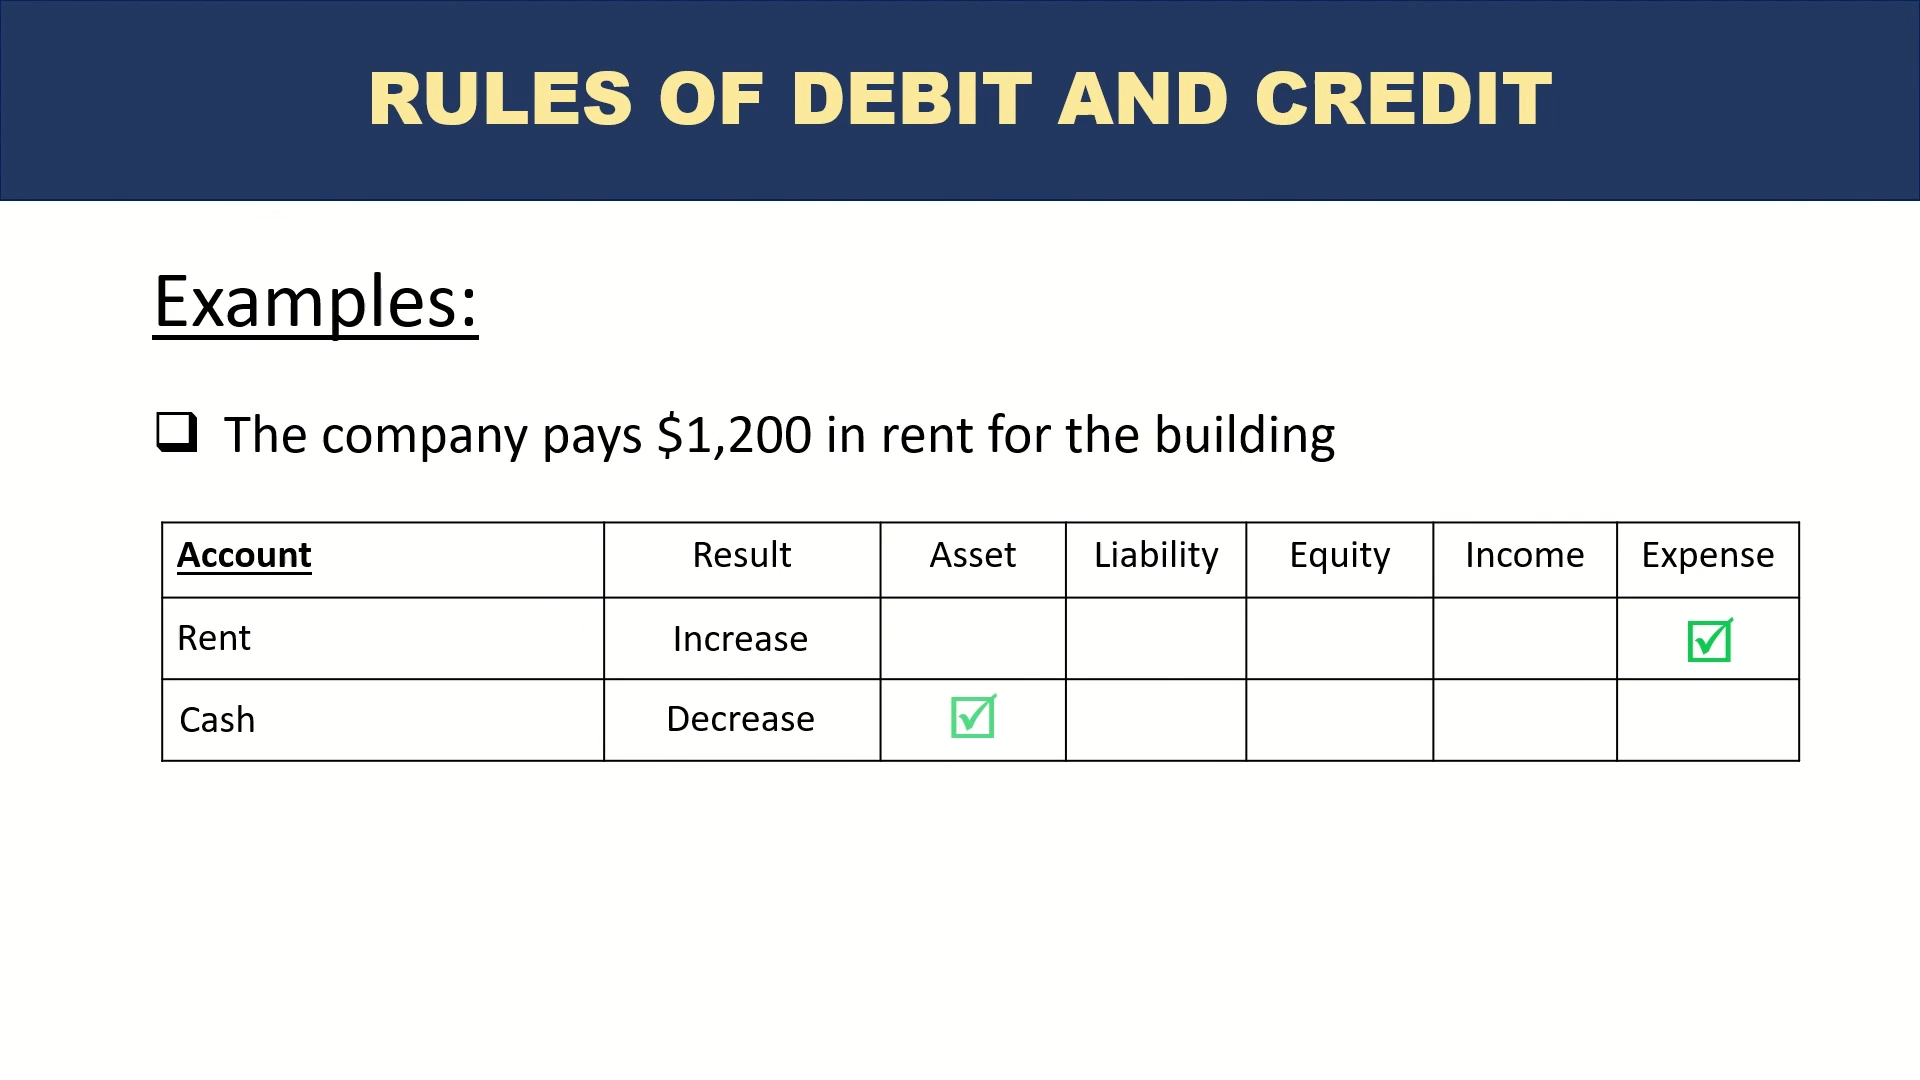 RULES OF DEBIT AND CREDIT
Examples:
The company pays $1,200 in rent for the building
Account Result Asset Liability Equity Income Expense
Rent Increase
Cash Decrease